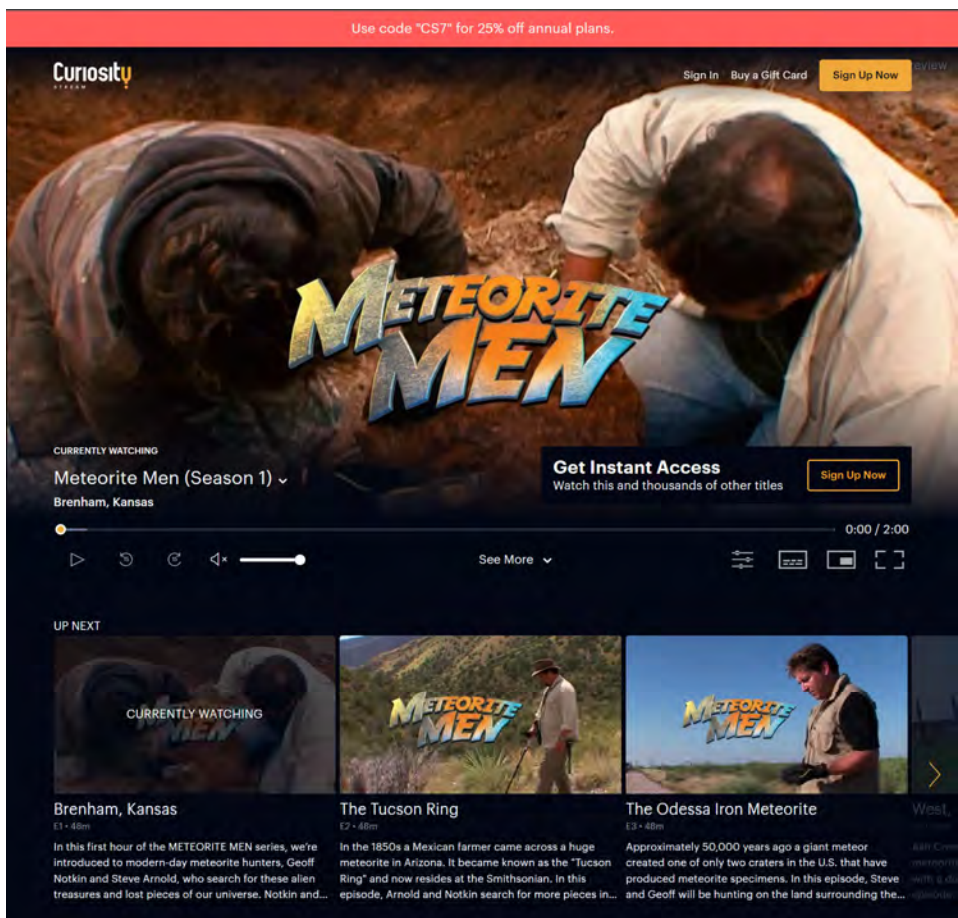 Use code "CS7" for 25% off annual plans.
Curiosity
STREAM
Sign In Buy a Gift Card Sign Up Now
METEORITE
MEN
CURRENTLY WATCHING
Meteorite Men (Season 1)
Brenham, Kansas
Get Instant Access
Watch this and thousands of other titles
Sign Up Now
0:00 / 2:00
See More
UP NEXT
CURRENTLY WATCHING
METEORITE
MEN
METEORITE
MEN
Brenham, Kansas
E1 • 48m
In this first hour of the METEORITE MEN series, we're
introduced to modern-day meteorite hunters, Geoff
Notkin and Steve Arnold, who search for these alien
treasures and lost pieces of our universe. Notkin and...
The Tucson Ring
E2 • 48m
In the 1850s a Mexican farmer came across a huge
meteorite in Arizona. It became known as the "Tucson
Ring" and now resides at the Smithsonian. In this
episode, Arnold and Notkin search for more pieces in...
The Odessa Iron Meteorite
E3 • 48m
Approximately 50,000 years ago a giant meteor
created one of only two craters in the U.S. that have
produced meteorite specimens. In this episode, Steve
and Geoff will be hunting on the land surrounding the...
West,